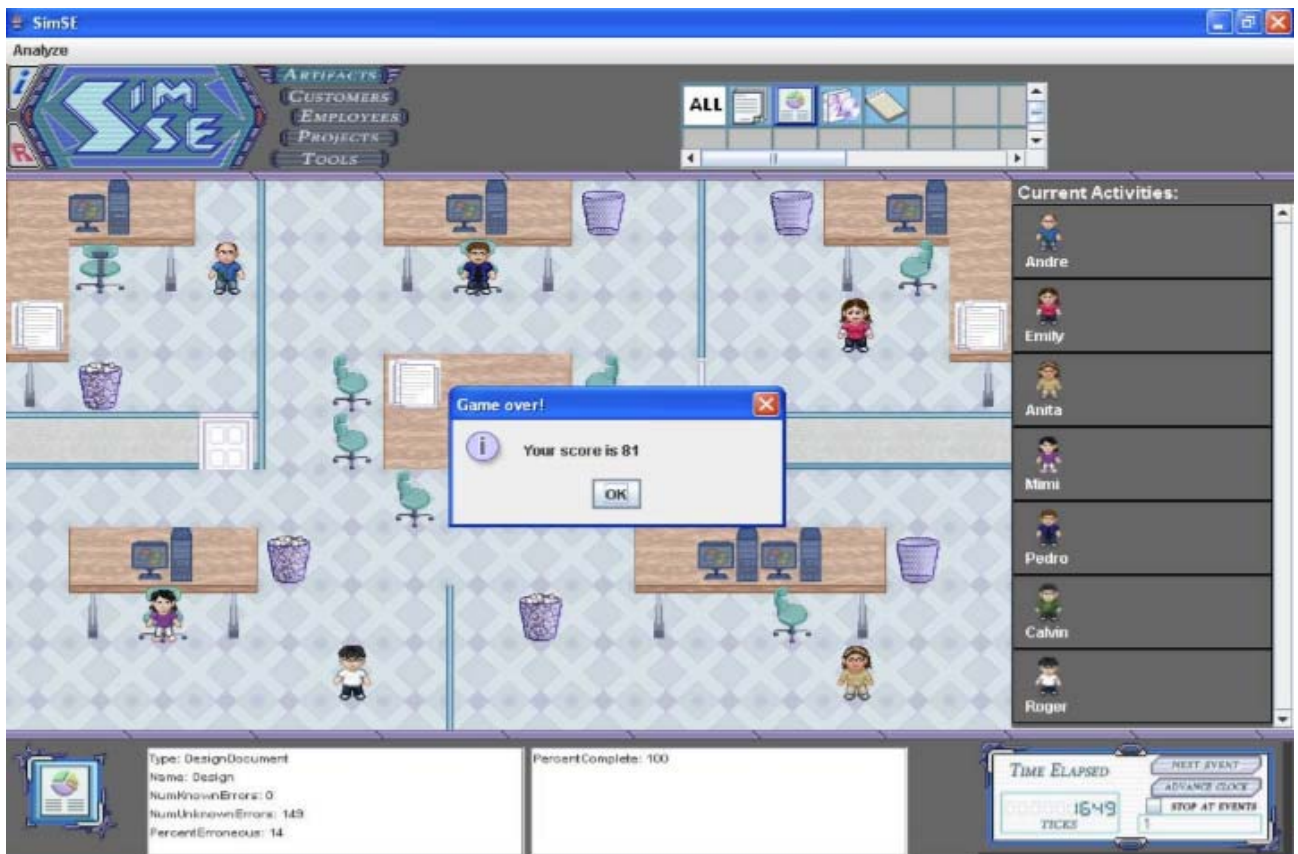 SimSE
Analyze
i
R
SIM
SE
ARTIFACTS
CUSTOMERS
EMPLOYEES
PROJECTS
TOOLS
ALL
Current Activities:
Andre
Emily
Anita
Mimi
Pedro
Calvin
Roger
Game over!
Your score is 81
OK
Type: DesignDocument
Name: Design
NumKnownErrors: 0
NumUnknownErrors: 149
PercentErroneous: 14
PercentComplete: 100
TIME ELAPSED
NEXT EVENT
ADVANCE CLOCK
STOP AT EVENTS
000001649
1
TICKS